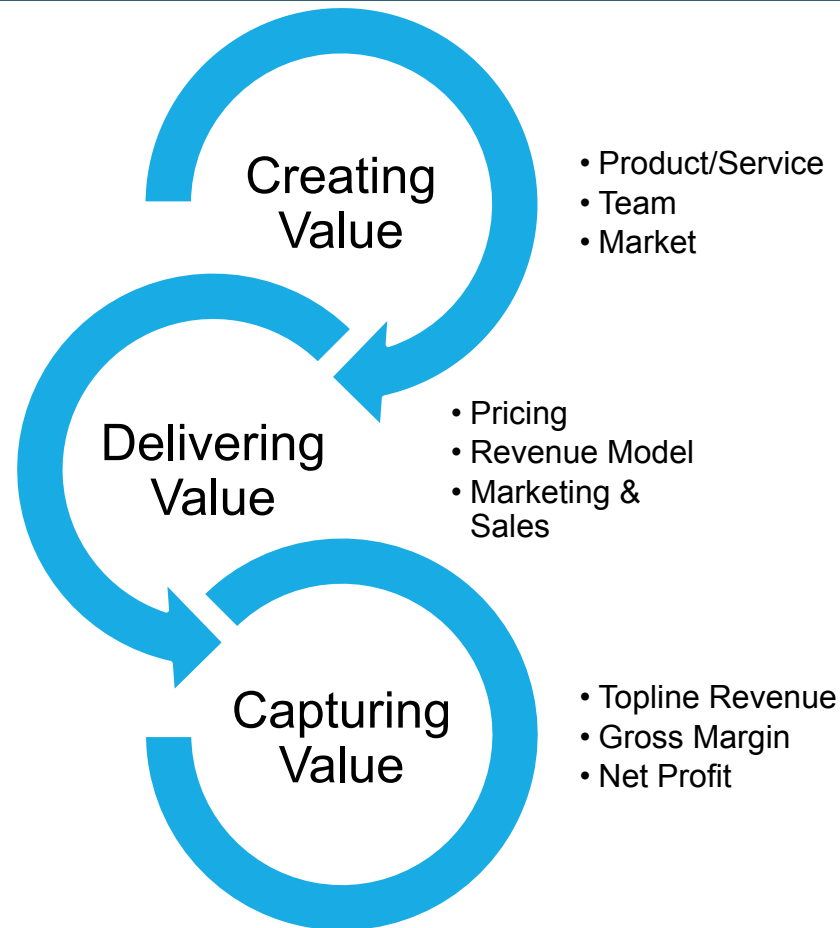 Creating
Value
• Product/Service
• Team
• Market
Delivering
Value
• Pricing
• Revenue Model
• Marketing &
Sales
Capturing
Value
• Topline Revenue
• Gross Margin
• Net Profit